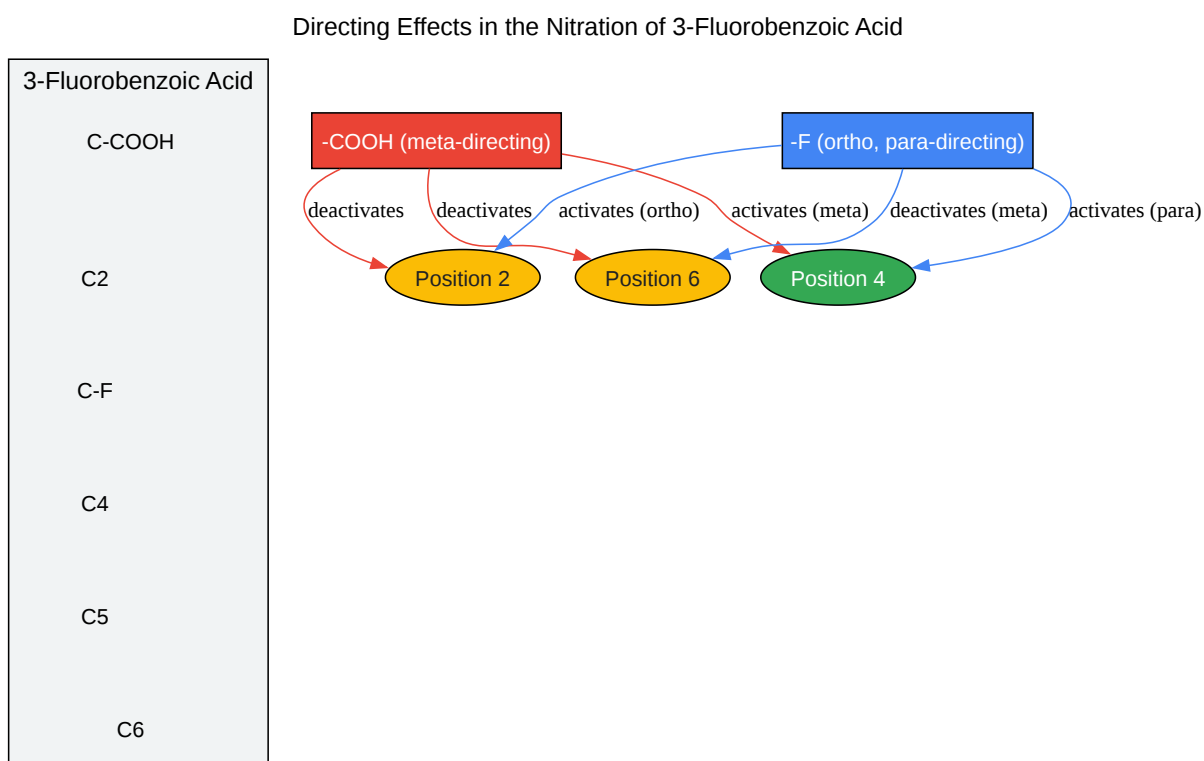 Directing Effects in the Nitration of 3-Fluorobenzoic Acid
3-Fluorobenzoic Acid
C-COOH
-COOH (meta-directing)
-F (ortho, para-directing)
deactivates
deactivates
activates (ortho)
activates (meta)
deactivates (meta)
activates (para)
C2
Position 2
Position 6
Position 4
C-F
C4
C5
C6